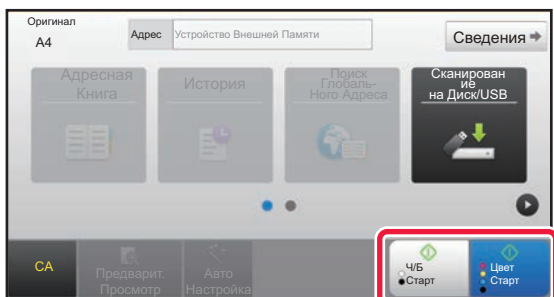 Оригинал
A4
Адрес
Устройство Внешней Памяти
Сведения
Адресная
Книга
История
Поиск
Глобаль-
Ного Адреса
Сканирован
ие
на Диск/USB
CA
Предварит.
Просмотр
Авто
Настройка
Ч/Б
Старт
Цвет
Старт